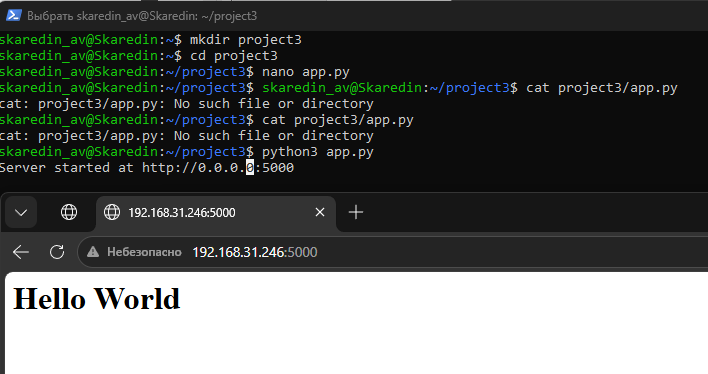 Выбрать skaredin_av@Skaredin: ~/project3
skaredin_av@Skaredin:~$ mkdir project3
skaredin_av@Skaredin:~$ cd project3
skaredin_av@Skaredin:~/project3$ nano app.py
skaredin_av@Skaredin:~/project3$ skaredin_av@Skaredin:~/project3$ cat project3/app.py
cat: project3/app.py: No such file or directory
skaredin_av@Skaredin:~/project3$ cat project3/app.py
cat: project3/app.py: No such file or directory
skaredin_av@Skaredin:~/project3$ python3 app.py
Server started at http://0.0.0.0:5000
192.168.31.246:5000
Небезопасно 192.168.31.246:5000
Hello World